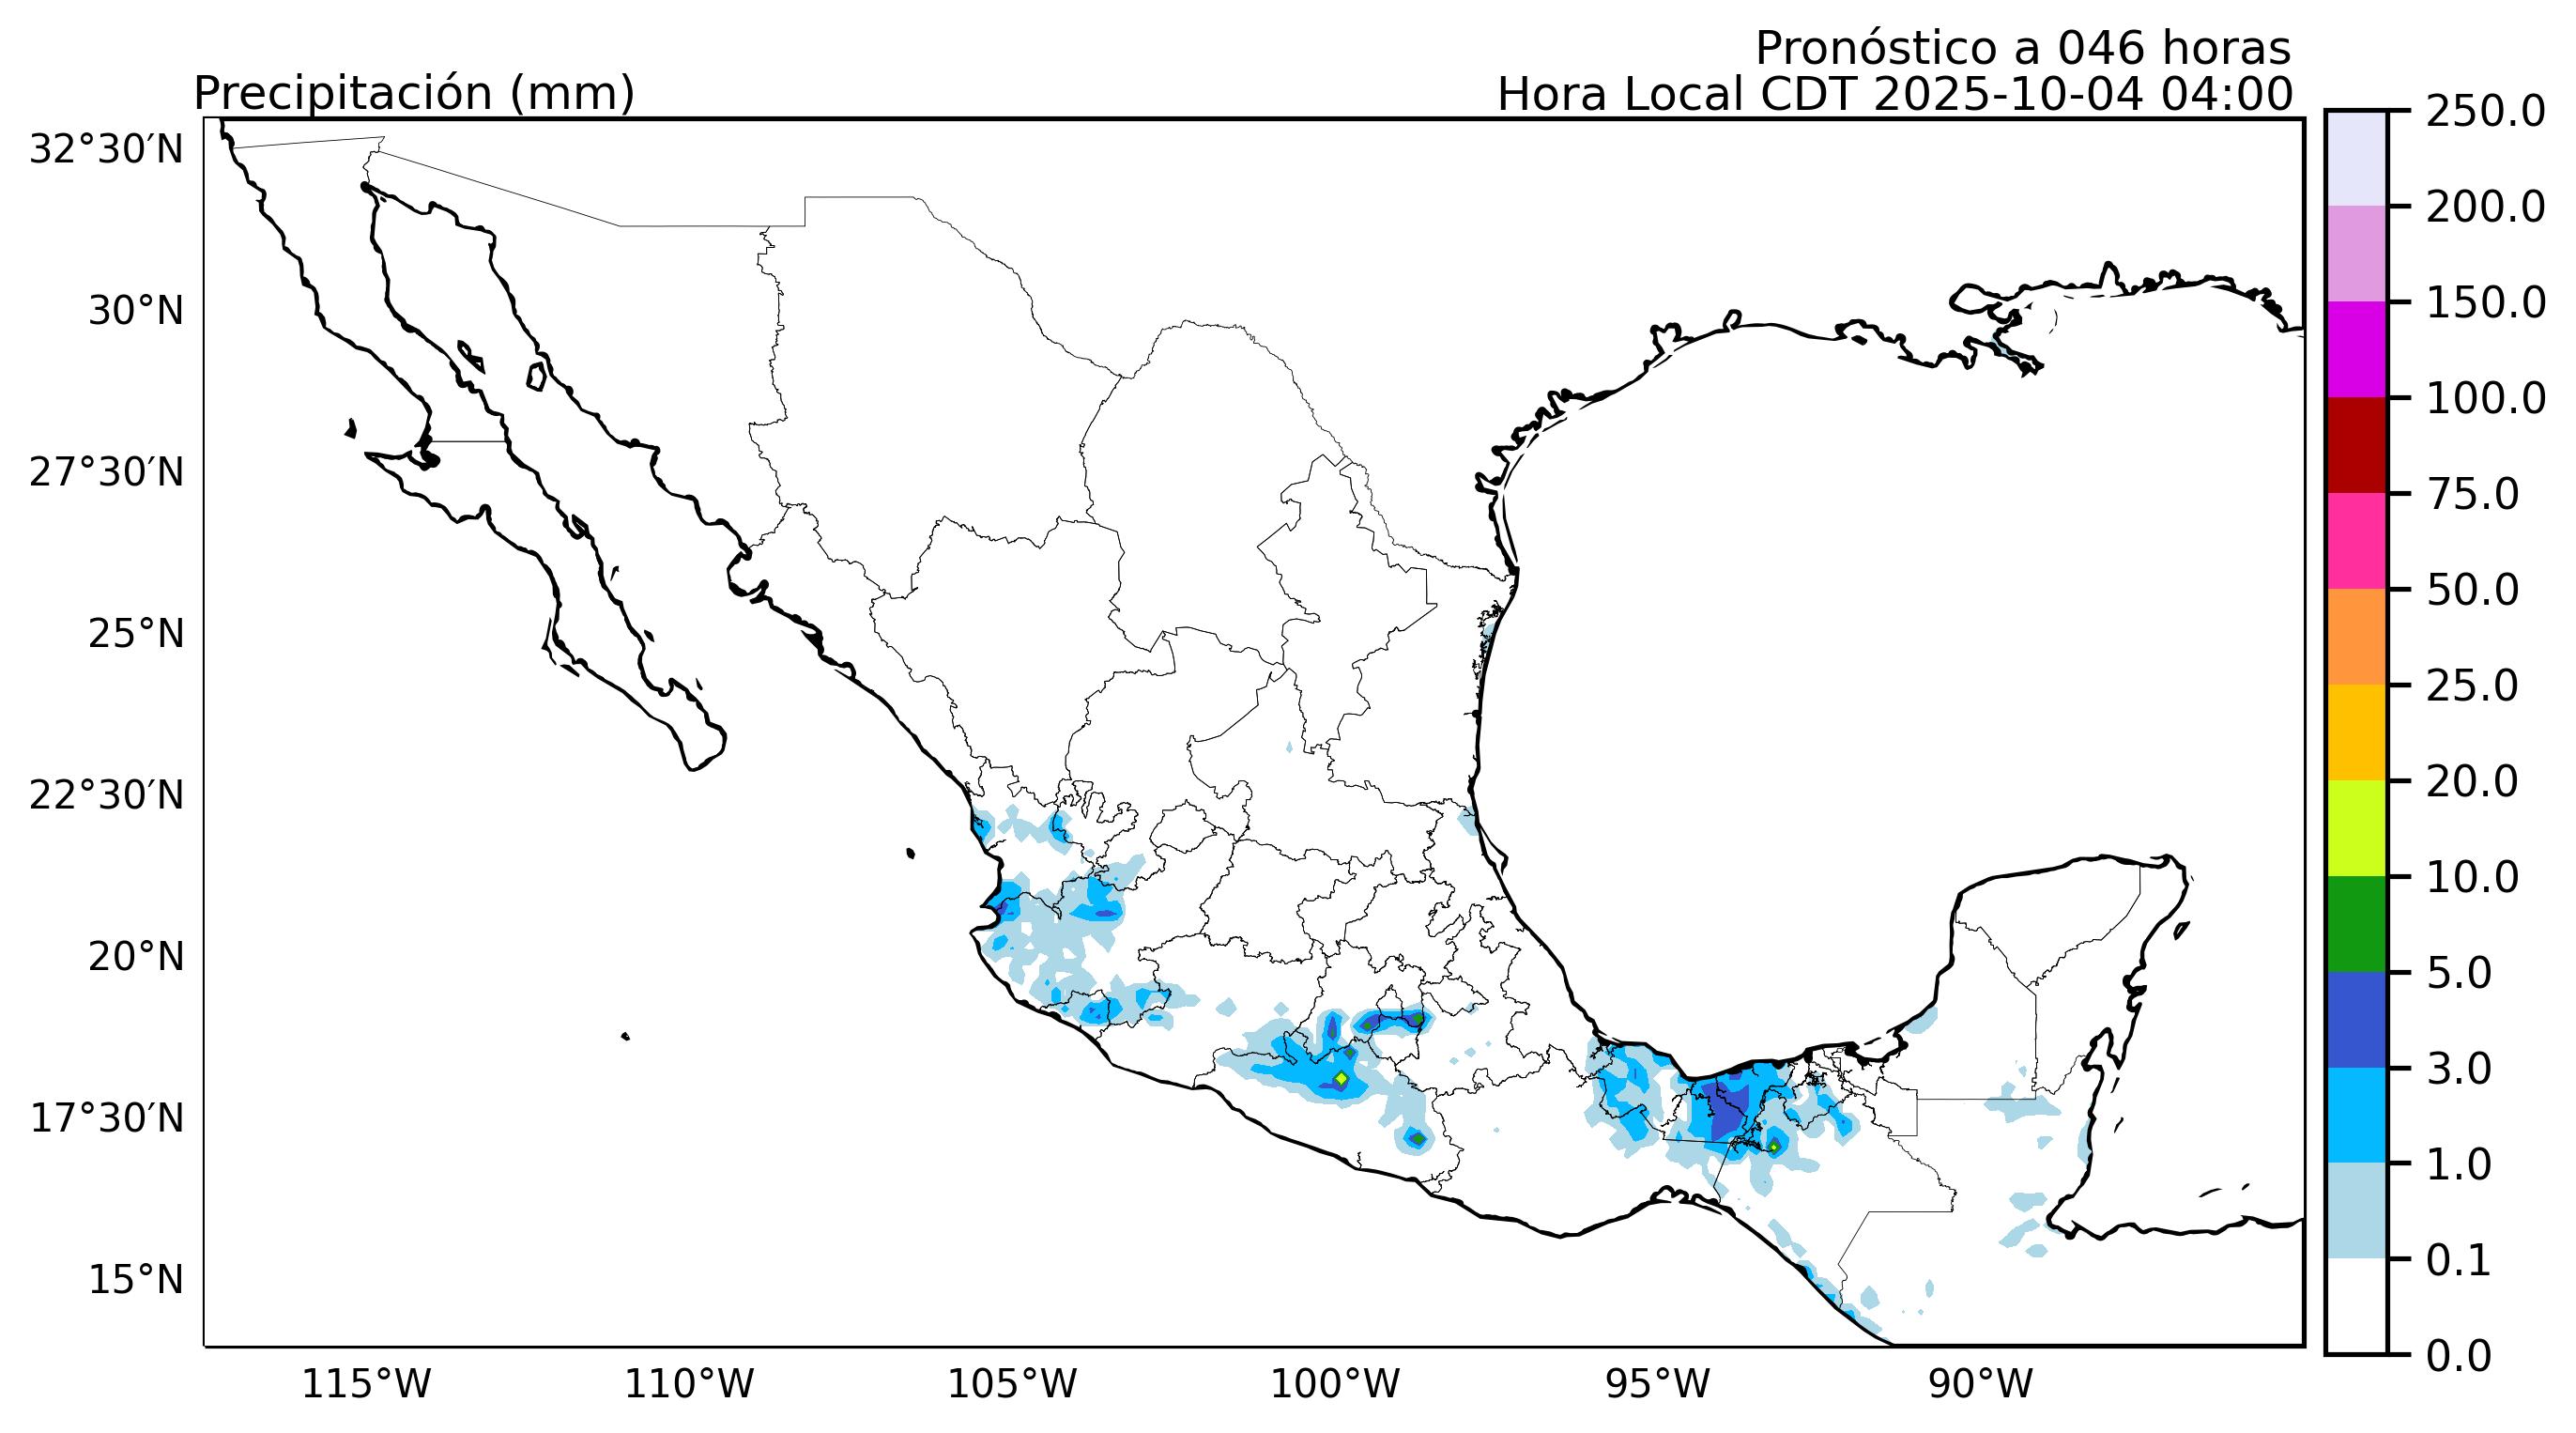 Pronóstico a 046 horas
Precipitación (mm)
Hora Local CDT 2025-10-04 04:00
32°30′N
30°N
27°30′N
25°N
22°30′N
20°N
17°30′N
15°N
115°W
110°W
105°W
100°W
95°W
90°W
250.0
200.0
150.0
100.0
75.0
50.0
25.0
20.0
10.0
5.0
3.0
1.0
0.1
0.0